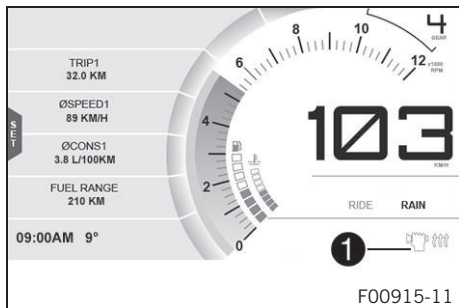 TRIP1
32.0 KM
ØSPEED1
89 KM/H
ØCONS1
3.8 L/100KM
FUEL RANGE
210 KM
SET
09:00AM 9°
0
2
4
6
8
10
12
x1000
RPM
4
GEAR
103
KM/H
RIDE RAIN
1
F00915-11